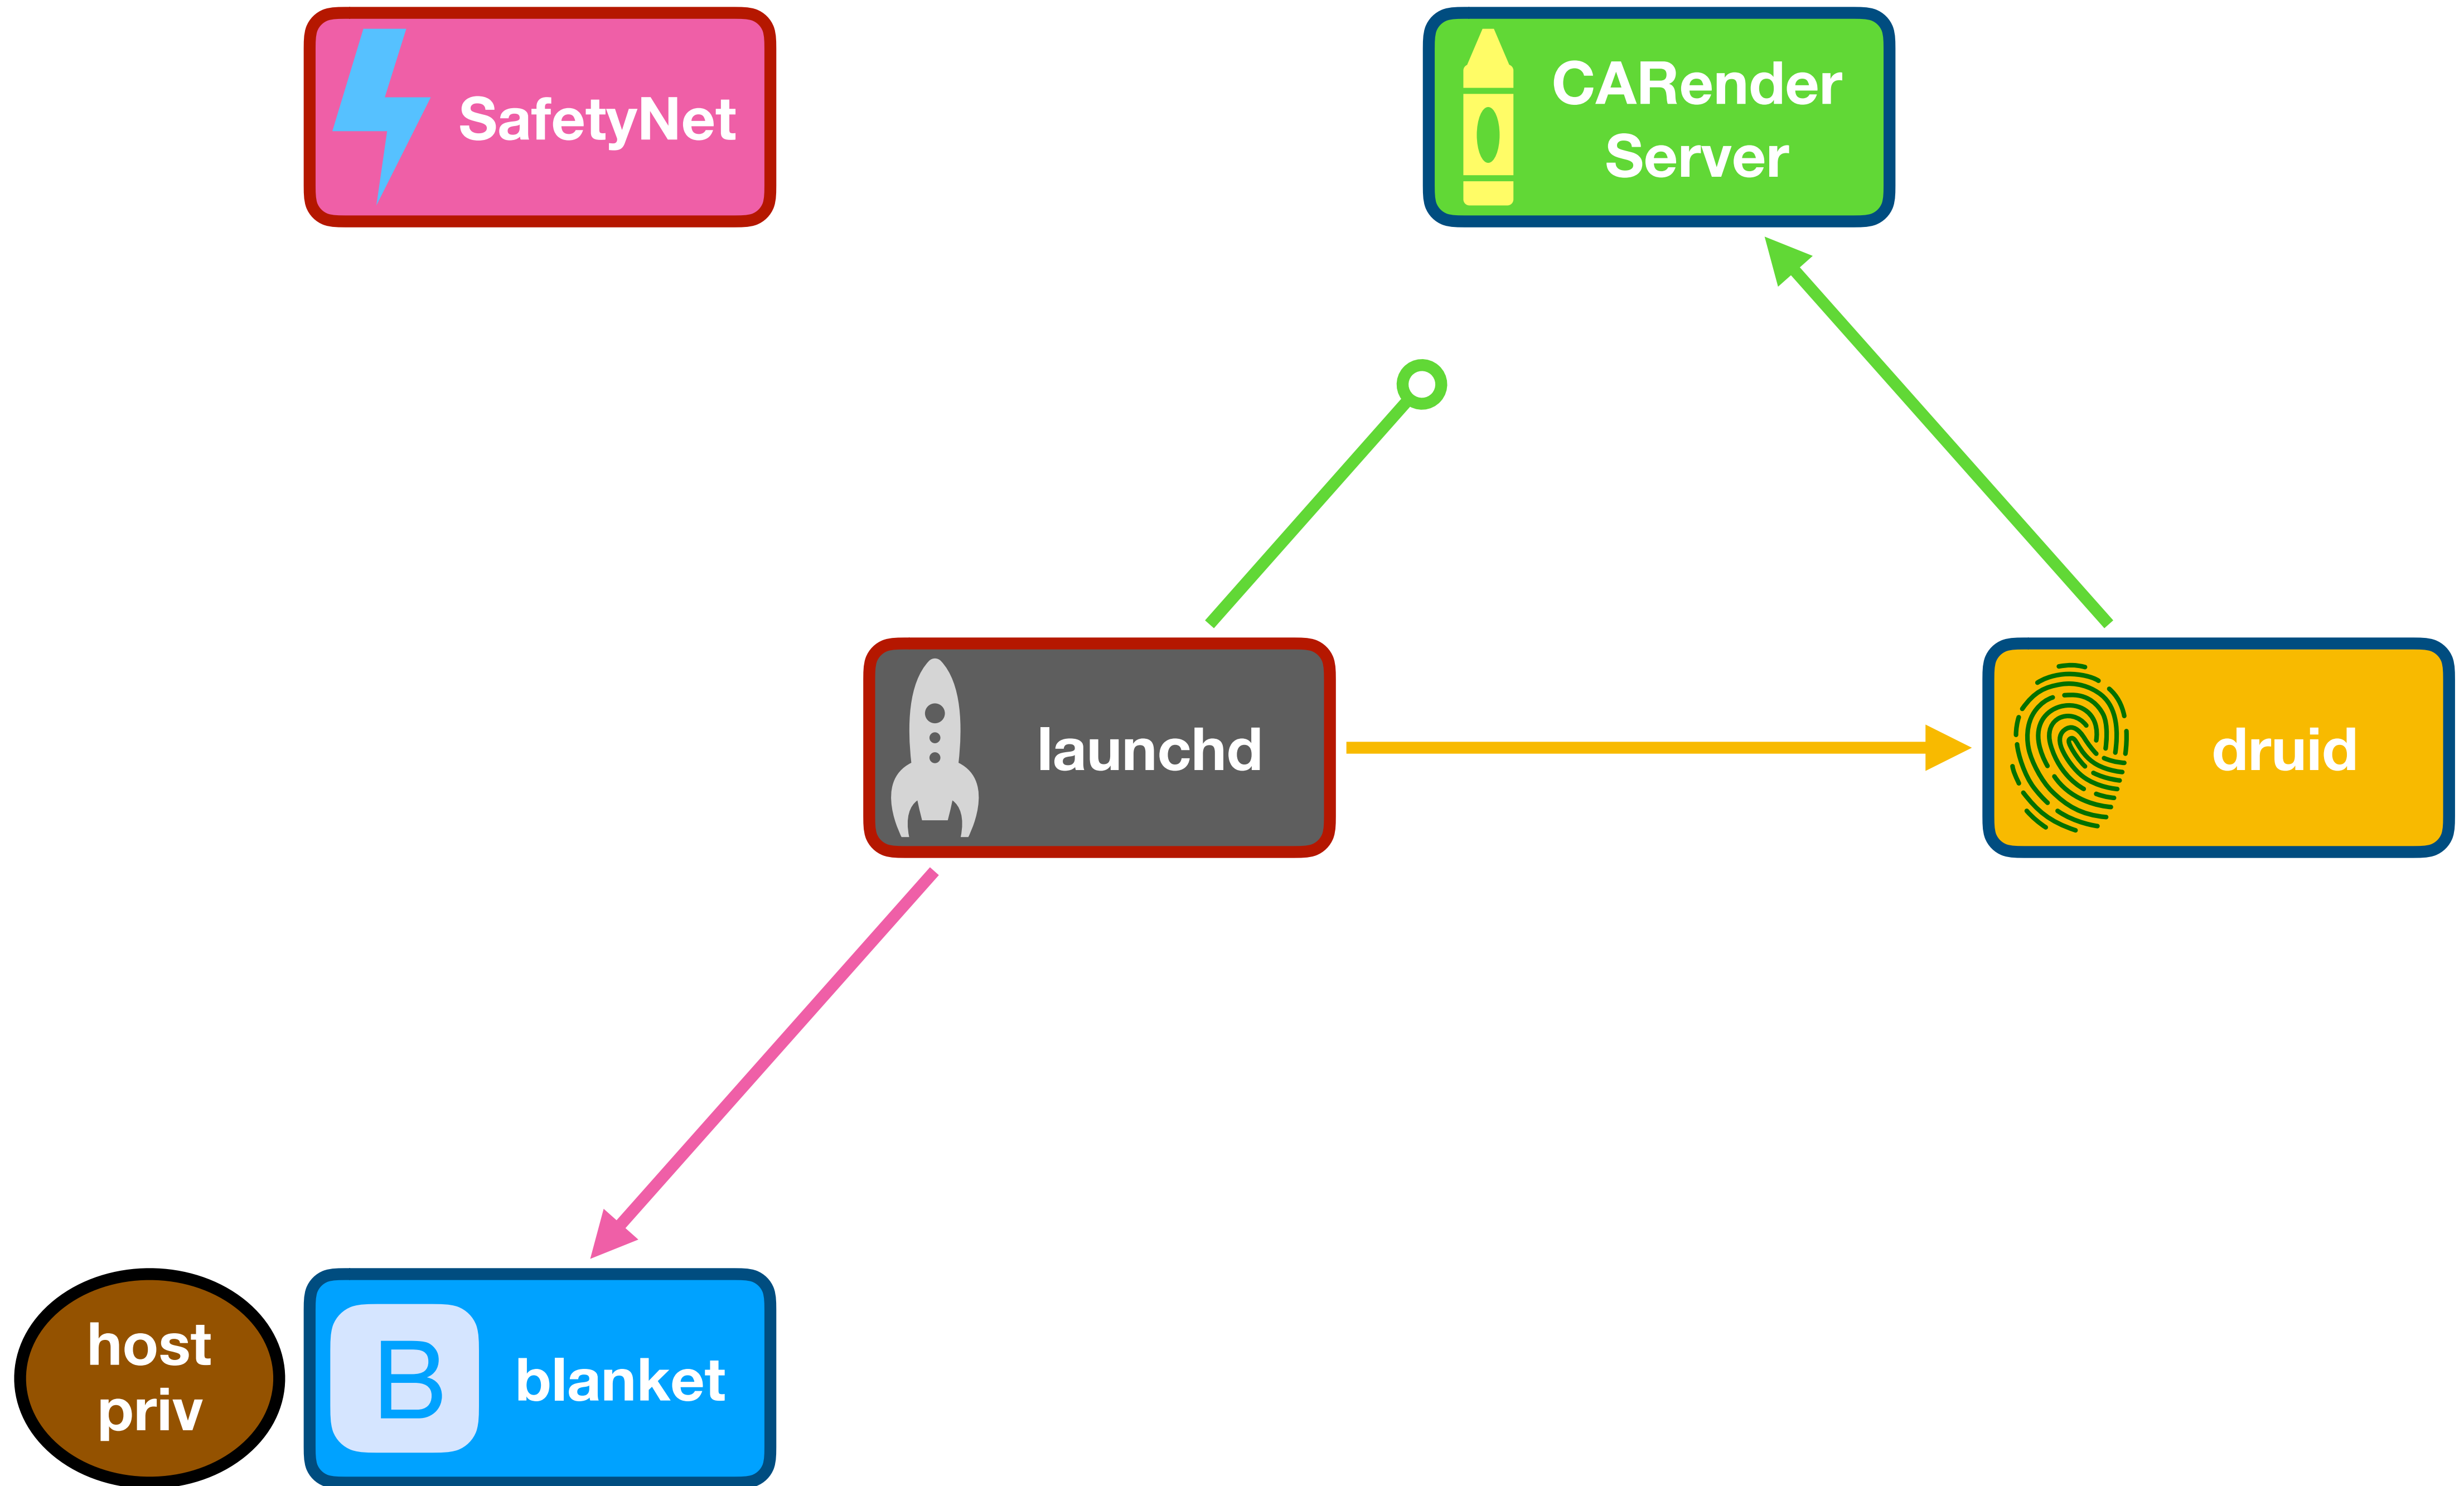 SafetyNet
CARender
Server
launchd
druid
host
priv
B
blanket